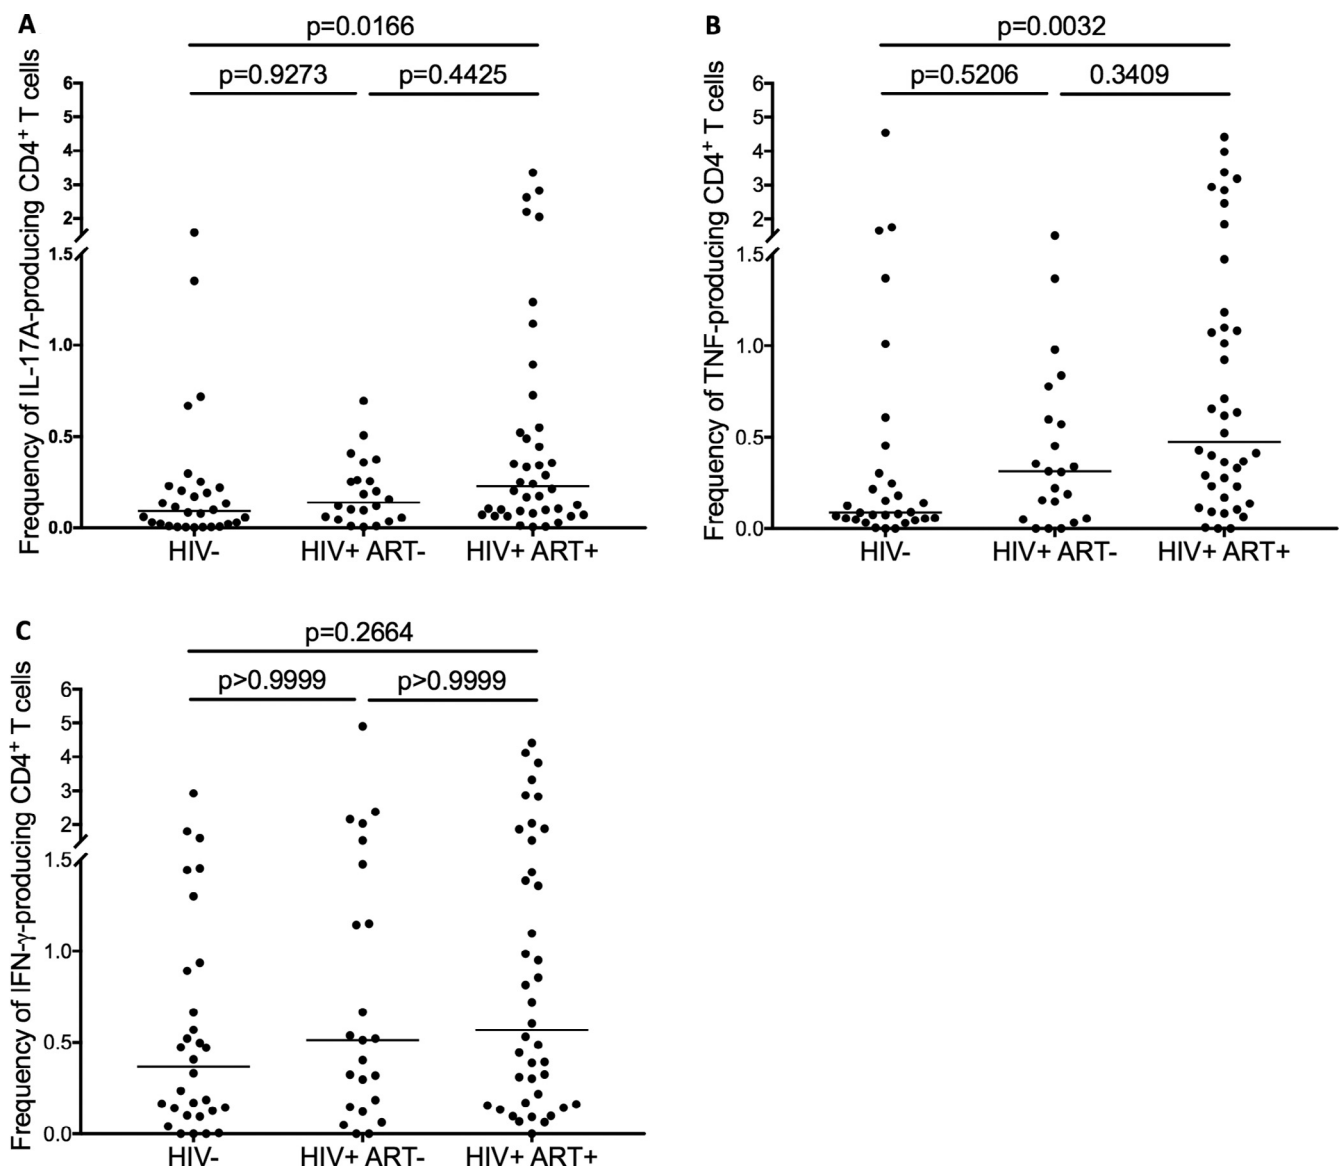 A
p=0.0166
p=0.9273
p=0.4425
Frequency of IL-17A-producing CD4⁺ T cells
6
5
4
3
2
1.5
1.0
0.5
0.0
HIV-
HIV+ ART-
HIV+ ART+
B
p=0.0032
p=0.5206
0.3409
Frequency of TNF-producing CD4⁺ T cells
6
5
4
3
2
1.5
1.0
0.5
0.0
HIV-
HIV+ ART-
HIV+ ART+
C
p=0.2664
p>0.9999
p>0.9999
Frequency of IFN-γ-producing CD4⁺ T cells
6
5
4
3
2
1.5
1.0
0.5
0.0
HIV-
HIV+ ART-
HIV+ ART+